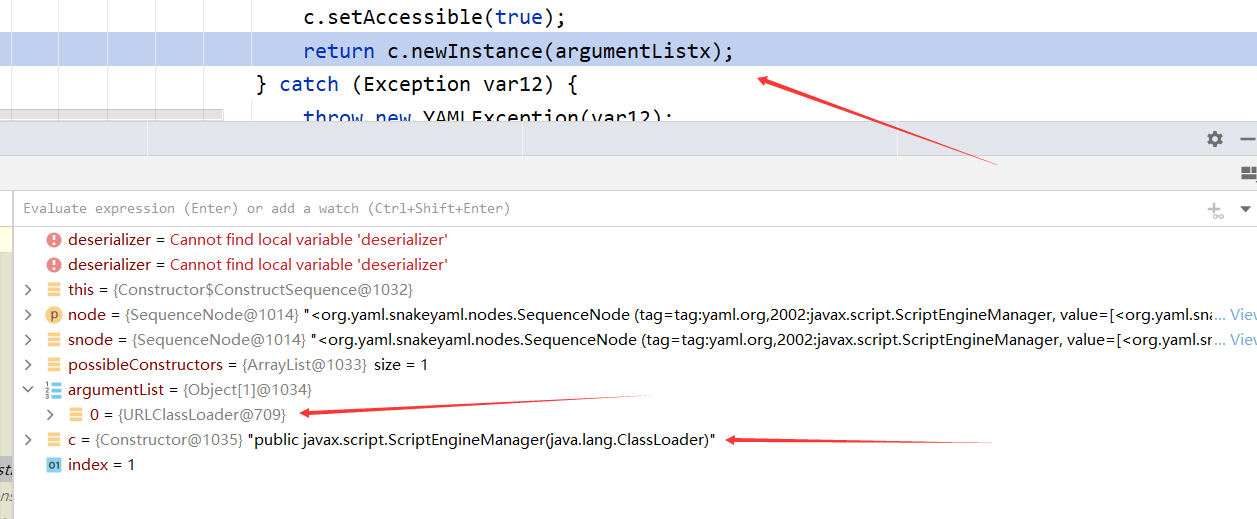 c.setAccessible(true);
return c.newInstance(argumentListx);
} catch (Exception var12) {
throw new YAMLException(var12);
Evaluate expression (Enter) or add a watch (Ctrl+Shift+Enter)
deserializer = Cannot find local variable 'deserializer'
deserializer = Cannot find local variable 'deserializer'
this = {Constructor$ConstructSequence@1032}
p node = {SequenceNode@1014} "<org.yaml.snakeyaml.nodes.SequenceNode (tag=tag:yaml.org,2002:javax.script.ScriptEngineManager, value=[<org.yaml.sna... View
snode = {SequenceNode@1014} "<org.yaml.snakeyaml.nodes.SequenceNode (tag=tag:yaml.org,2002:javax.script.ScriptEngineManager, value=[<org.yaml.sr... View
possibleConstructors = {ArrayList@1033} size = 1
argumentList = {Object[1]@1034}
0 = {URLClassLoader@709}
c = {Constructor@1035} "public javax.script.ScriptEngineManager(java.lang.ClassLoader)"
01 index = 1